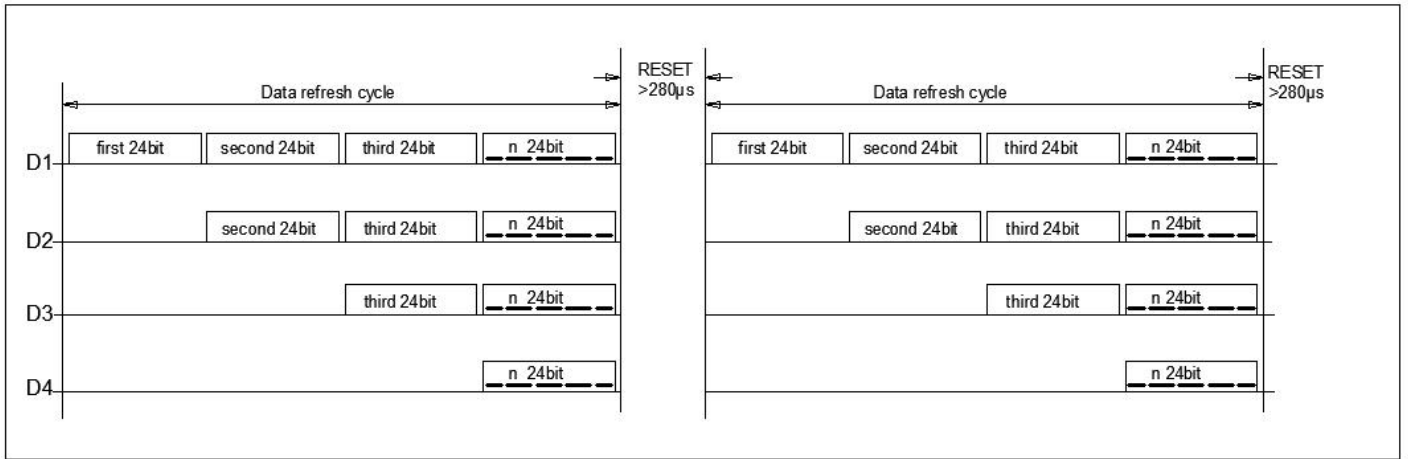 RESET
>280µs
RESET
>280µs
Data refresh cycle
Data refresh cycle
D1 first 24bit second 24bit third 24bit n 24bit first 24bit second 24bit third 24bit n 24bit
D2 second 24bit third 24bit n 24bit second 24bit third 24bit n 24bit
D3 third 24bit n 24bit third 24bit n 24bit
D4 n 24bit n 24bit